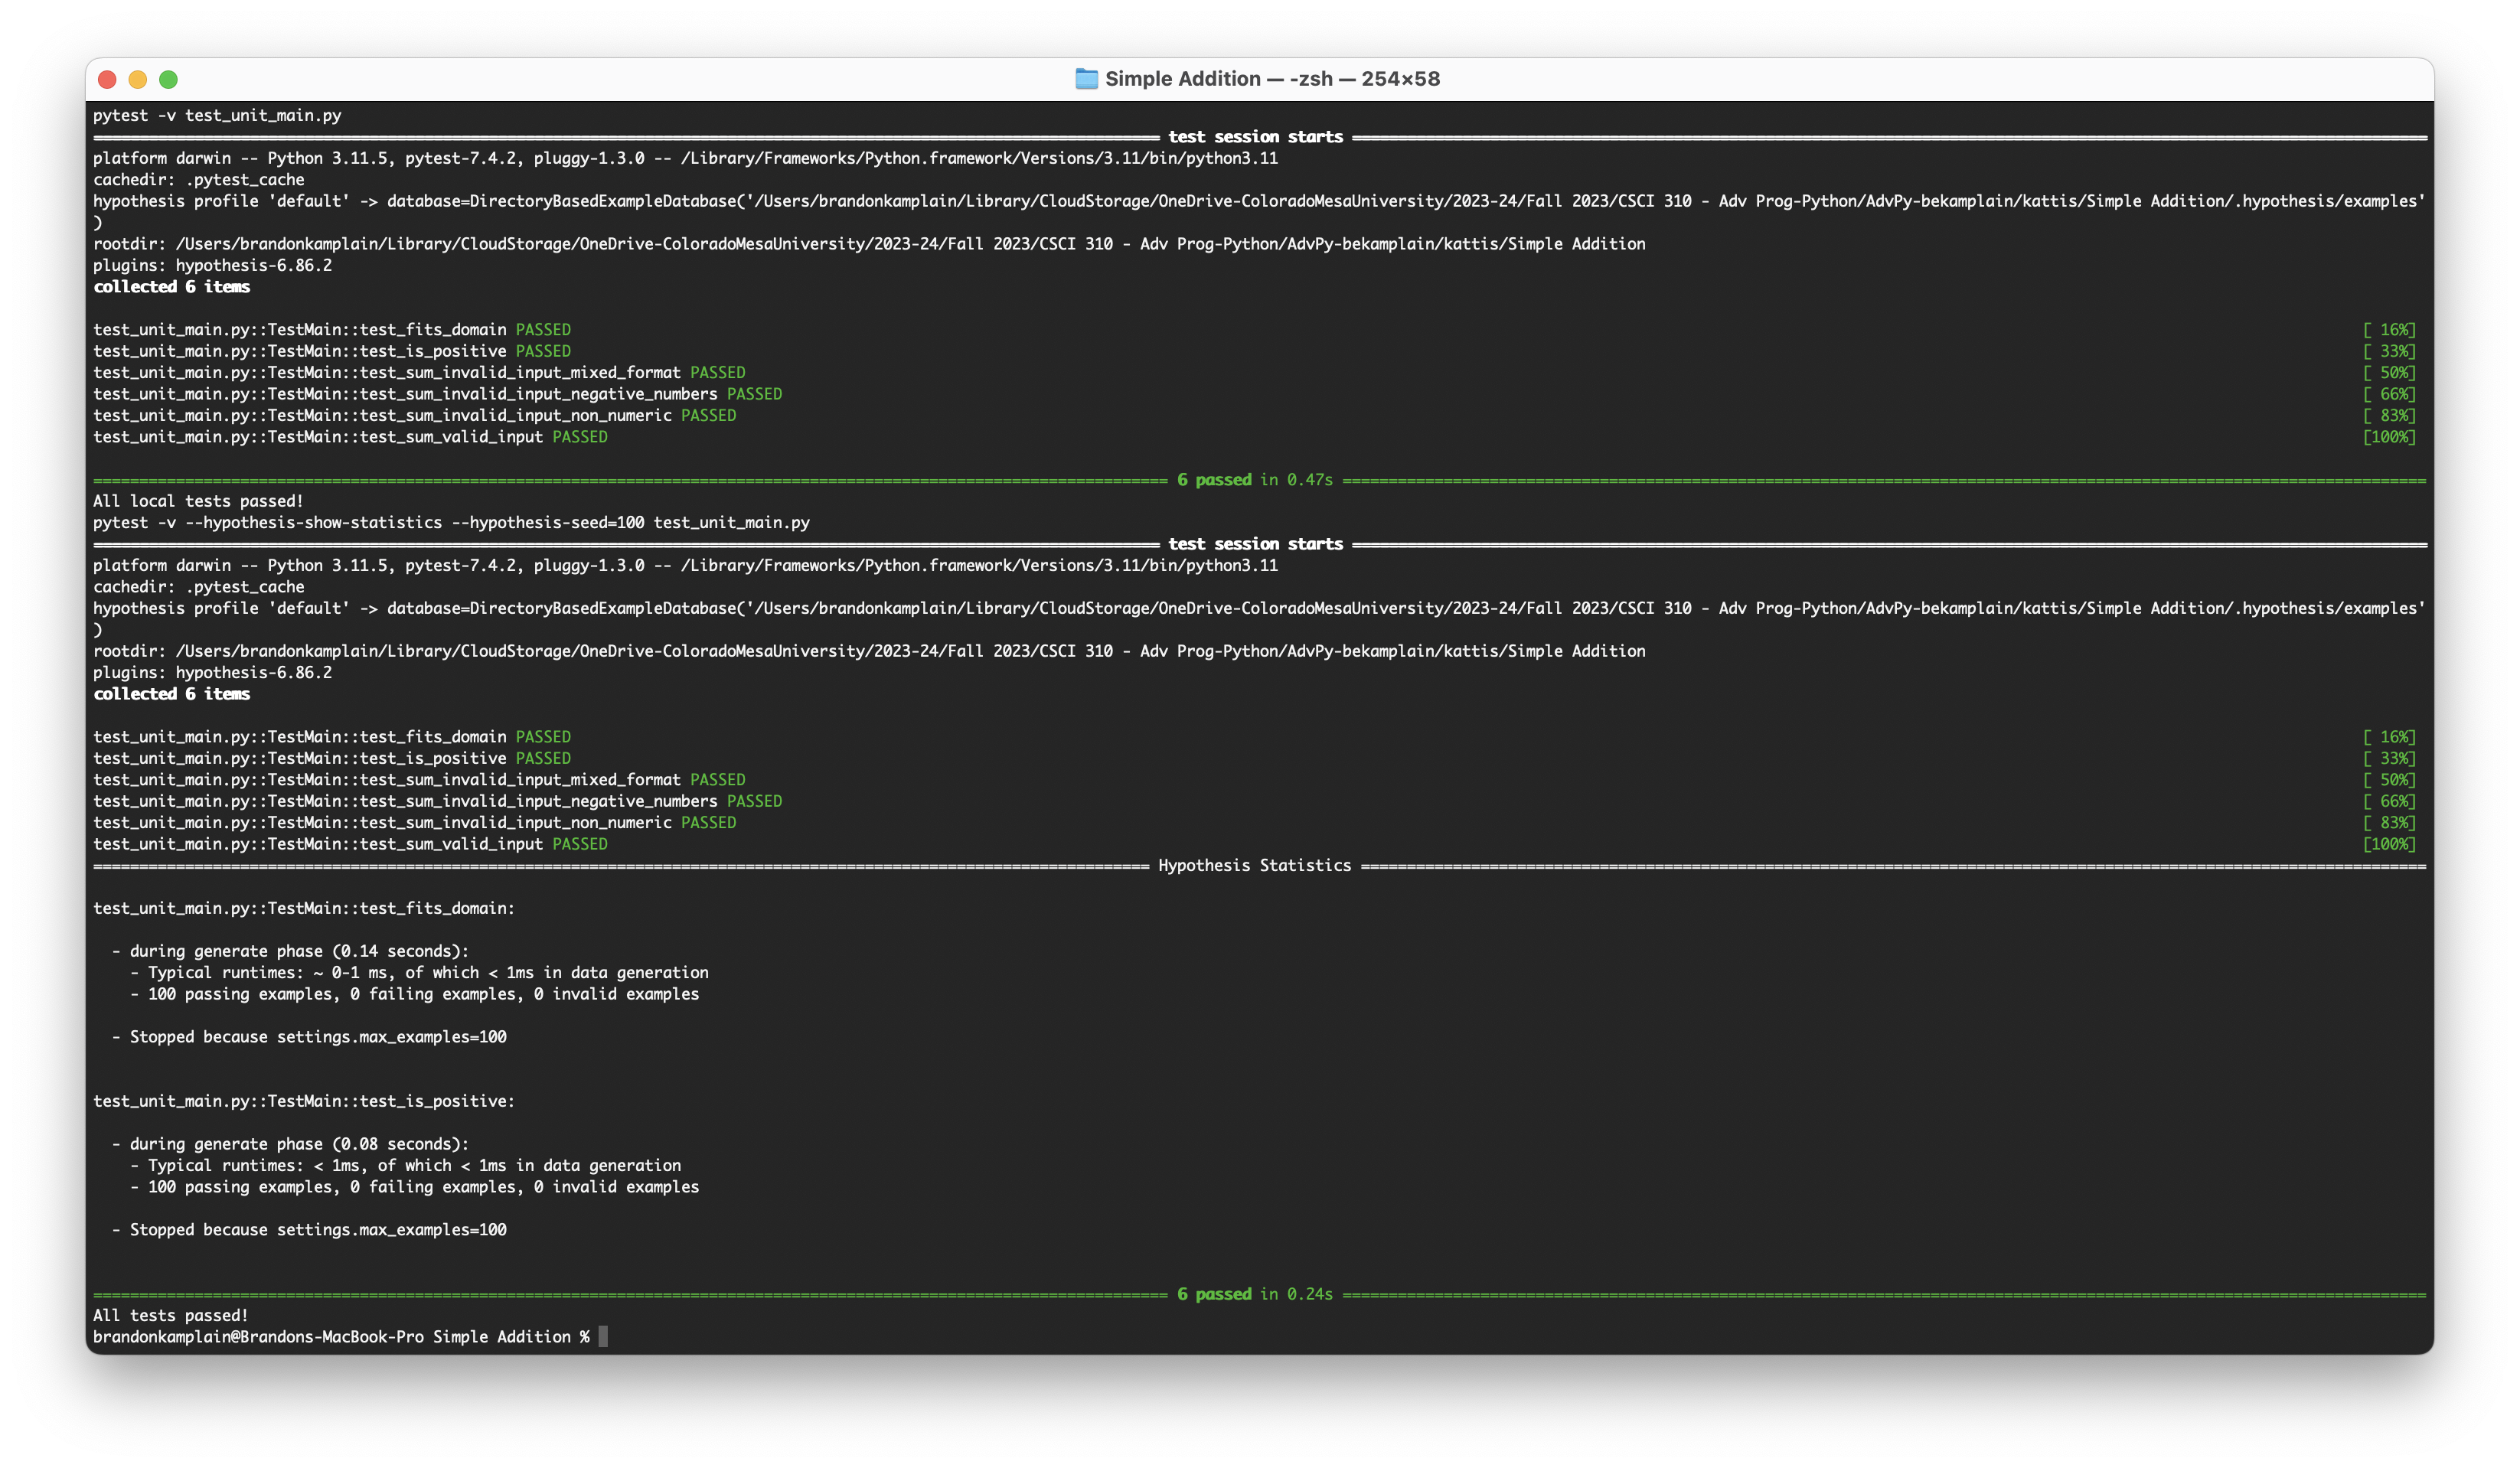 Simple Addition — -zsh — 254×58
pytest -v test_unit_main.py
test session starts
platform darwin -- Python 3.11.5, pytest-7.4.2, pluggy-1.3.0 -- /Library/Frameworks/Python.framework/Versions/3.11/bin/python3.11
cachedir: .pytest_cache
hypothesis profile 'default' -> database=DirectoryBasedExampleDatabase('/Users/brandonkamplain/Library/CloudStorage/OneDrive-ColoradoMesaUniversity/2023-24/Fall 2023/CSCI 310 - Adv Prog-Python/AdvPy-bekamplain/kattis/Simple Addition/.hypothesis/examples'
)
rootdir: /Users/brandonkamplain/Library/CloudStorage/OneDrive-ColoradoMesaUniversity/2023-24/Fall 2023/CSCI 310 - Adv Prog-Python/AdvPy-bekamplain/kattis/Simple Addition
plugins: hypothesis-6.86.2
collected 6 items
test_unit_main.py::TestMain::test_fits_domain PASSED [ 16%]
test_unit_main.py::TestMain::test_is_positive PASSED [ 33%]
test_unit_main.py::TestMain::test_sum_invalid_input_mixed_format PASSED [ 50%]
test_unit_main.py::TestMain::test_sum_invalid_input_negative_numbers PASSED [ 66%]
test_unit_main.py::TestMain::test_sum_invalid_input_non_numeric PASSED [ 83%]
test_unit_main.py::TestMain::test_sum_valid_input PASSED [100%]
6 passed in 0.47s
All local tests passed!
pytest -v --hypothesis-show-statistics --hypothesis-seed=100 test_unit_main.py
test session starts
platform darwin -- Python 3.11.5, pytest-7.4.2, pluggy-1.3.0 -- /Library/Frameworks/Python.framework/Versions/3.11/bin/python3.11
cachedir: .pytest_cache
hypothesis profile 'default' -> database=DirectoryBasedExampleDatabase('/Users/brandonkamplain/Library/CloudStorage/OneDrive-ColoradoMesaUniversity/2023-24/Fall 2023/CSCI 310 - Adv Prog-Python/AdvPy-bekamplain/kattis/Simple Addition/.hypothesis/examples'
)
rootdir: /Users/brandonkamplain/Library/CloudStorage/OneDrive-ColoradoMesaUniversity/2023-24/Fall 2023/CSCI 310 - Adv Prog-Python/AdvPy-bekamplain/kattis/Simple Addition
plugins: hypothesis-6.86.2
collected 6 items
test_unit_main.py::TestMain::test_fits_domain PASSED [ 16%]
test_unit_main.py::TestMain::test_is_positive PASSED [ 33%]
test_unit_main.py::TestMain::test_sum_invalid_input_mixed_format PASSED [ 50%]
test_unit_main.py::TestMain::test_sum_invalid_input_negative_numbers PASSED [ 66%]
test_unit_main.py::TestMain::test_sum_invalid_input_non_numeric PASSED [ 83%]
test_unit_main.py::TestMain::test_sum_valid_input PASSED [100%]
Hypothesis Statistics
test_unit_main.py::TestMain::test_fits_domain:
- during generate phase (0.14 seconds):
- Typical runtimes: ~ 0-1 ms, of which < 1ms in data generation
- 100 passing examples, 0 failing examples, 0 invalid examples
- Stopped because settings.max_examples=100
test_unit_main.py::TestMain::test_is_positive:
- during generate phase (0.08 seconds):
- Typical runtimes: < 1ms, of which < 1ms in data generation
- 100 passing examples, 0 failing examples, 0 invalid examples
- Stopped because settings.max_examples=100
6 passed in 0.24s
All tests passed!
brandonkamplain@Brandons-MacBook-Pro Simple Addition %